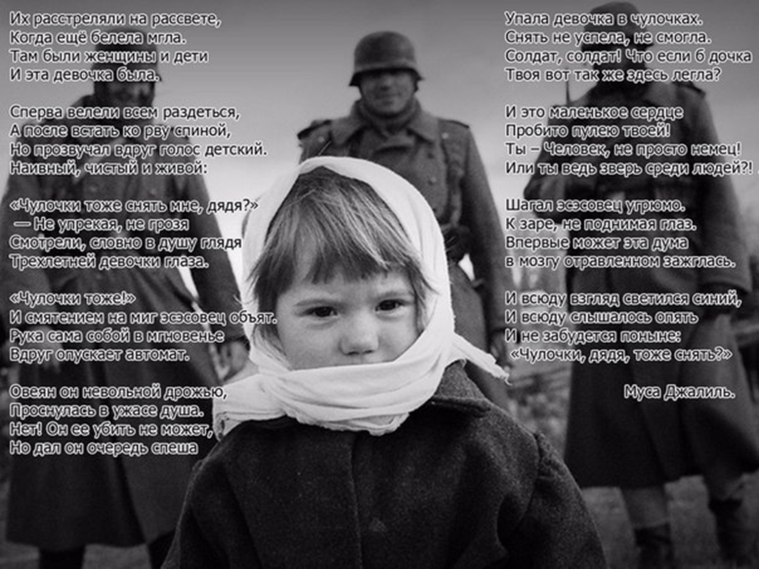 Их расстреляли на рассвете,
Когда ещё белела мгла.
Там были женщины и дети
И эта девочка была.
Сперва велели всем раздеться,
А после встать ко рву спиной,
Но прозвучал вдруг голос детский.
Наивный, чистый и живой:
«Чулочки тоже снять мне, дядя?»
— Не упрекая, не грозя
Смотрели, словно в душу глядя
Трехлетней девочки глаза.
«Чулочки тоже!»
И смятением на миг эсэсовец объят.
Рука сама собой в мгновенье
Вдруг опускает автомат.
Овеян он невольной дрожью,
Проснулась в ужасе душа.
Нет! Он ее убить не может,
Но дал он очередь спеша
Упала девочка в чулочках.
Снять не успела, не смогла.
Солдат, солдат! Что если б дочка
Твоя вот так же здесь легла?
И это маленькое сердце
Пробито пулею твоей!
Ты – Человек, не просто немец!
Или ты ведь зверь среди людей?!
Шагал эсэсовец угрюмо.
К заре, не поднимая глаз.
Впервые может эта дума
в мозгу отравленном зажглась.
И всюду взгляд светился синий,
И всюду слышалось опять
И не забудется поныне:
«Чулочки, дядя, тоже снять?»
Муса Джалиль.